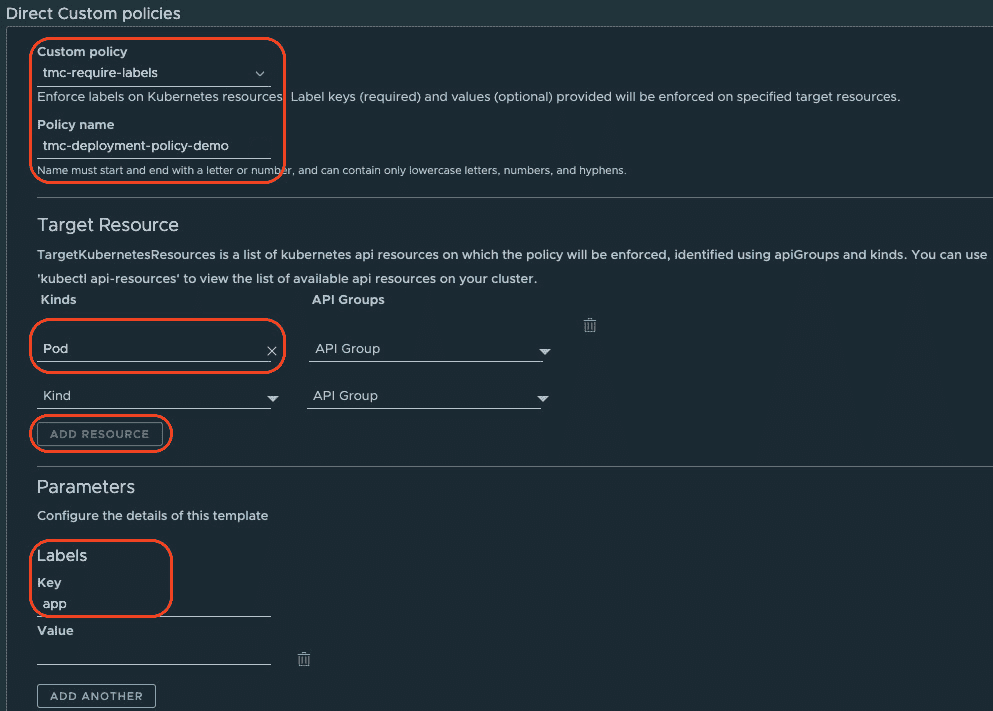 Direct Custom policies
Custom policy
tmc-require-labels
Enforce labels on Kubernetes resources. Label keys (required) and values (optional) provided will be enforced on specified target resources.
Policy name
tmc-deployment-policy-demo
Name must start and end with a letter or number, and can contain only lowercase letters, numbers, and hyphens.
Target Resource
TargetKubernetesResources is a list of kubernetes api resources on which the policy will be enforced, identified using apiGroups and kinds. You can use
'kubectl api-resources' to view the list of available api resources on your cluster.
Kinds API Groups
Pod API Group
Kind API Group
ADD RESOURCE
Parameters
Configure the details of this template
Labels
Key
app
Value
ADD ANOTHER